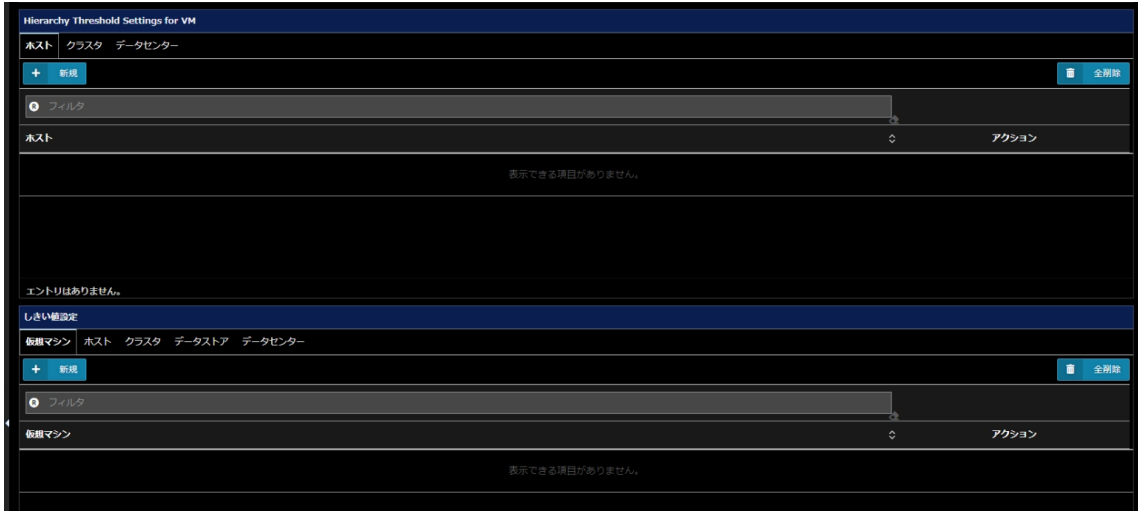 Hierarchy Threshold Settings for VM
ホスト クラスタ データセンター
+ 新規 全削除
R フィルタ
ホスト アクション
表示できる項目がありません。
エントリはありません。
しきい値設定
仮想マシン ホスト クラスタ データストア データセンター
+ 新規 全削除
R フィルタ
仮想マシン アクション
表示できる項目がありません。